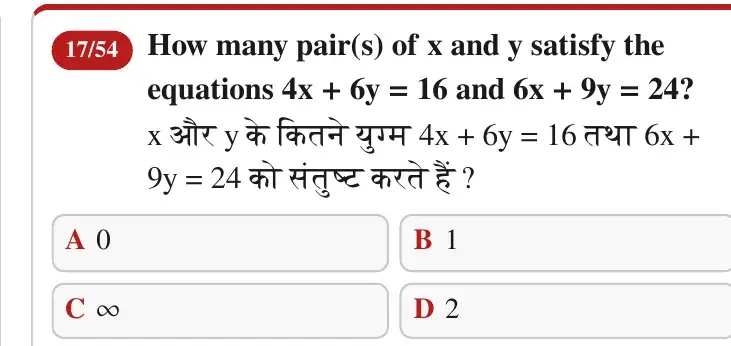 17/54 How many pair(s) of x and y satisfy the
equations 4x + 6y = 16 and 6x + 9y = 24?
x और y के कितने युग्म 4x + 6y = 16 तथा 6x +
9y = 24 को संतुष्ट करते हैं ?
A 0
B 1
C ∞
D 2